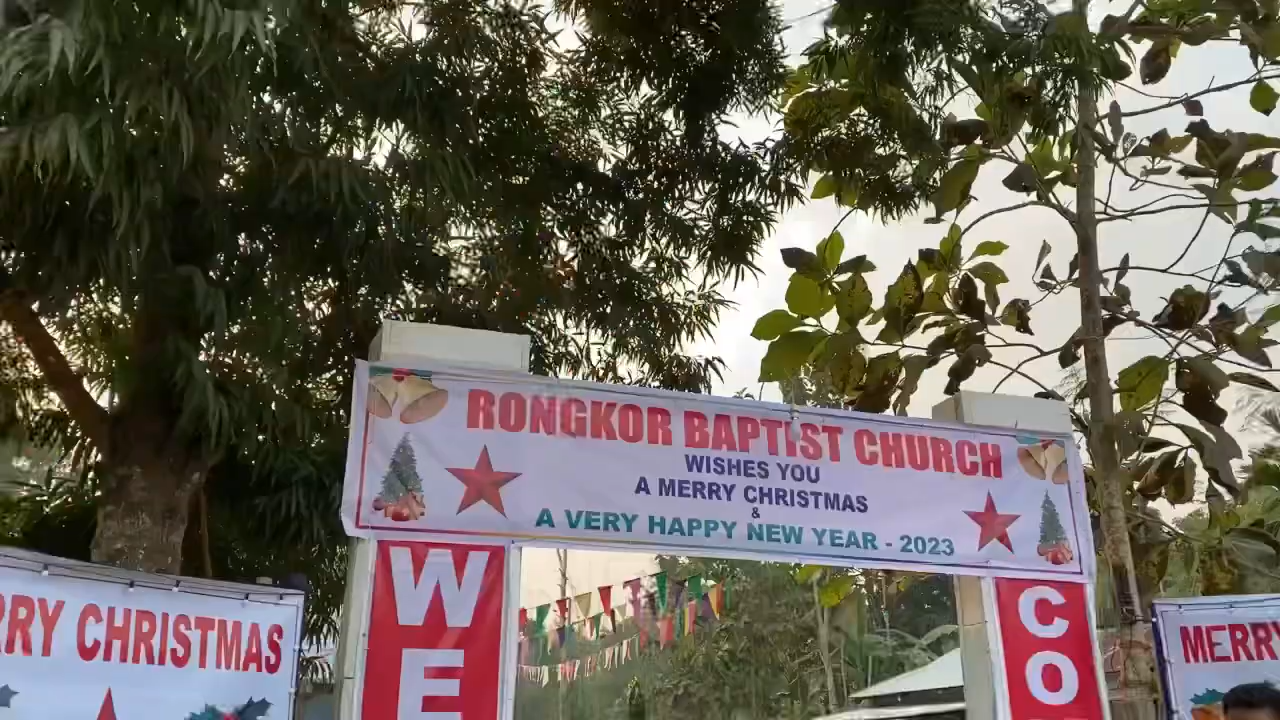 RONGKOR BAPTIST CHURCH
WISHES YOU
A MERRY CHRISTMAS
&
A VERY HAPPY NEW YEAR - 2023
WE
CO
RRY CHRISTMAS
MERRY